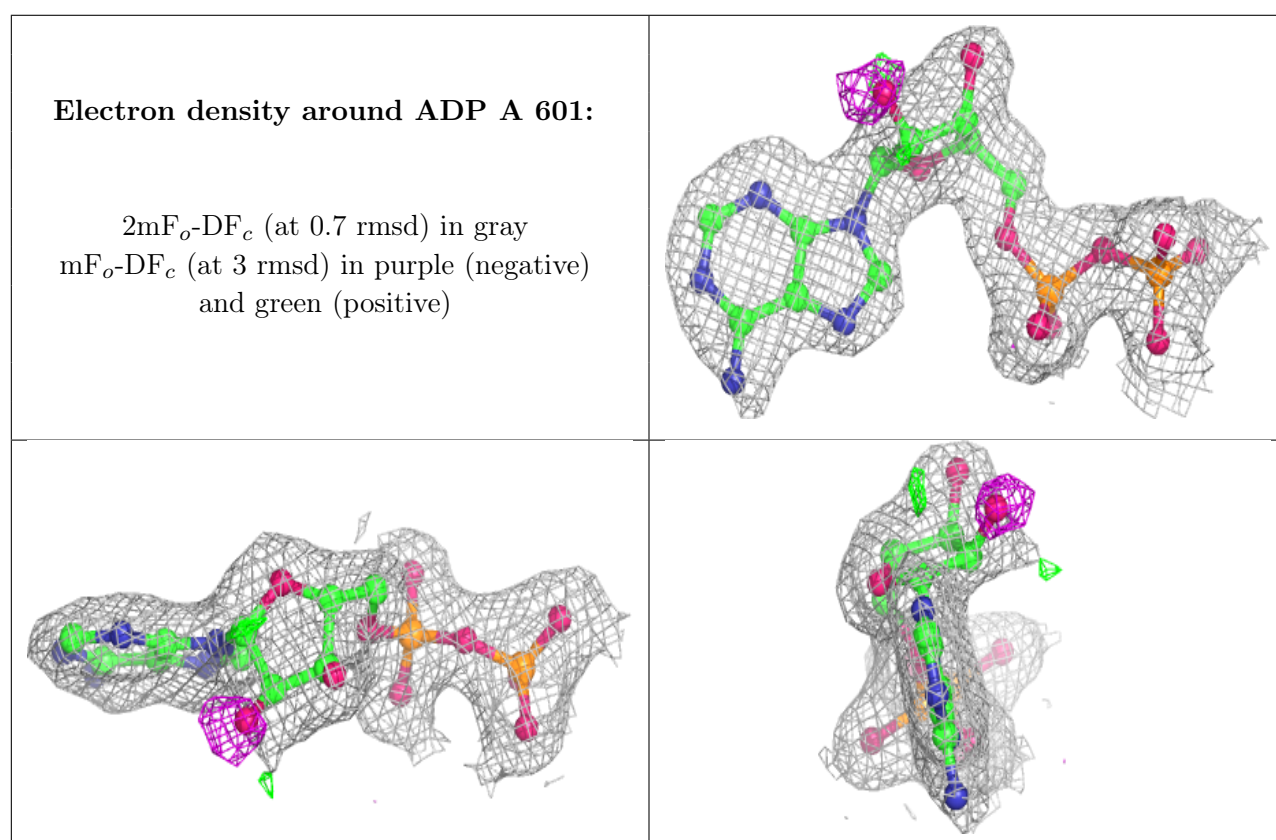 Electron density around ADP A 601:
2mFo-DFc (at 0.7 rmsd) in gray
mFo-DFc (at 3 rmsd) in purple (negative)
and green (positive)